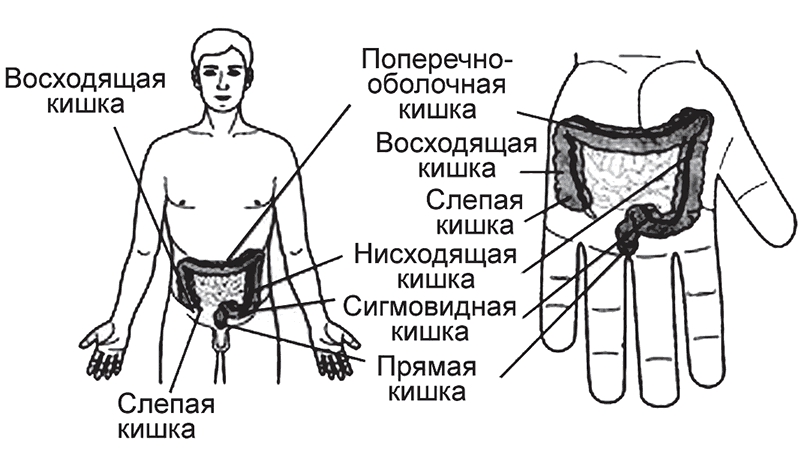 Восходящая
кишка
Поперечно-
оболочная
кишка
Восходящая
кишка
Слепая
кишка
Нисходящая
кишка
Сигмовидная
кишка
Прямая
кишка
Слепая
кишка